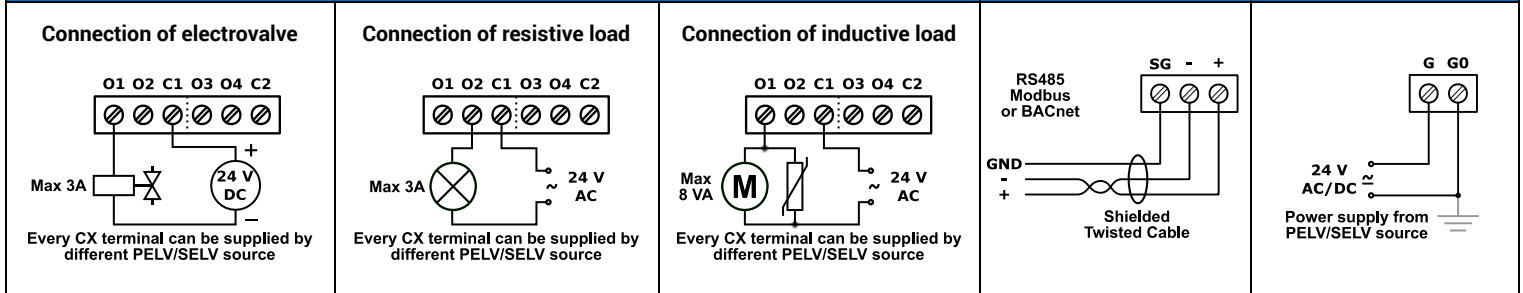 Connection of electrovalve
O1 O2 C1 O3 O4 C2
+
Max 3A
24 V
DC
−
Every CX terminal can be supplied by
different PELV/SELV source
Connection of resistive load
O1 O2 C1 O3 O4 C2
Max 3A
~
24 V
AC
Every CX terminal can be supplied by
different PELV/SELV source
Connection of inductive load
O1 O2 C1 O3 O4 C2
Max
8 VA
M
~
24 V
AC
Every CX terminal can be supplied by
different PELV/SELV source
RS485
Modbus
or BACnet
SG - +
GND
-
+
Shielded
Twisted Cable
G G0
24 V
AC/DC
Power supply from
PELV/SELV source